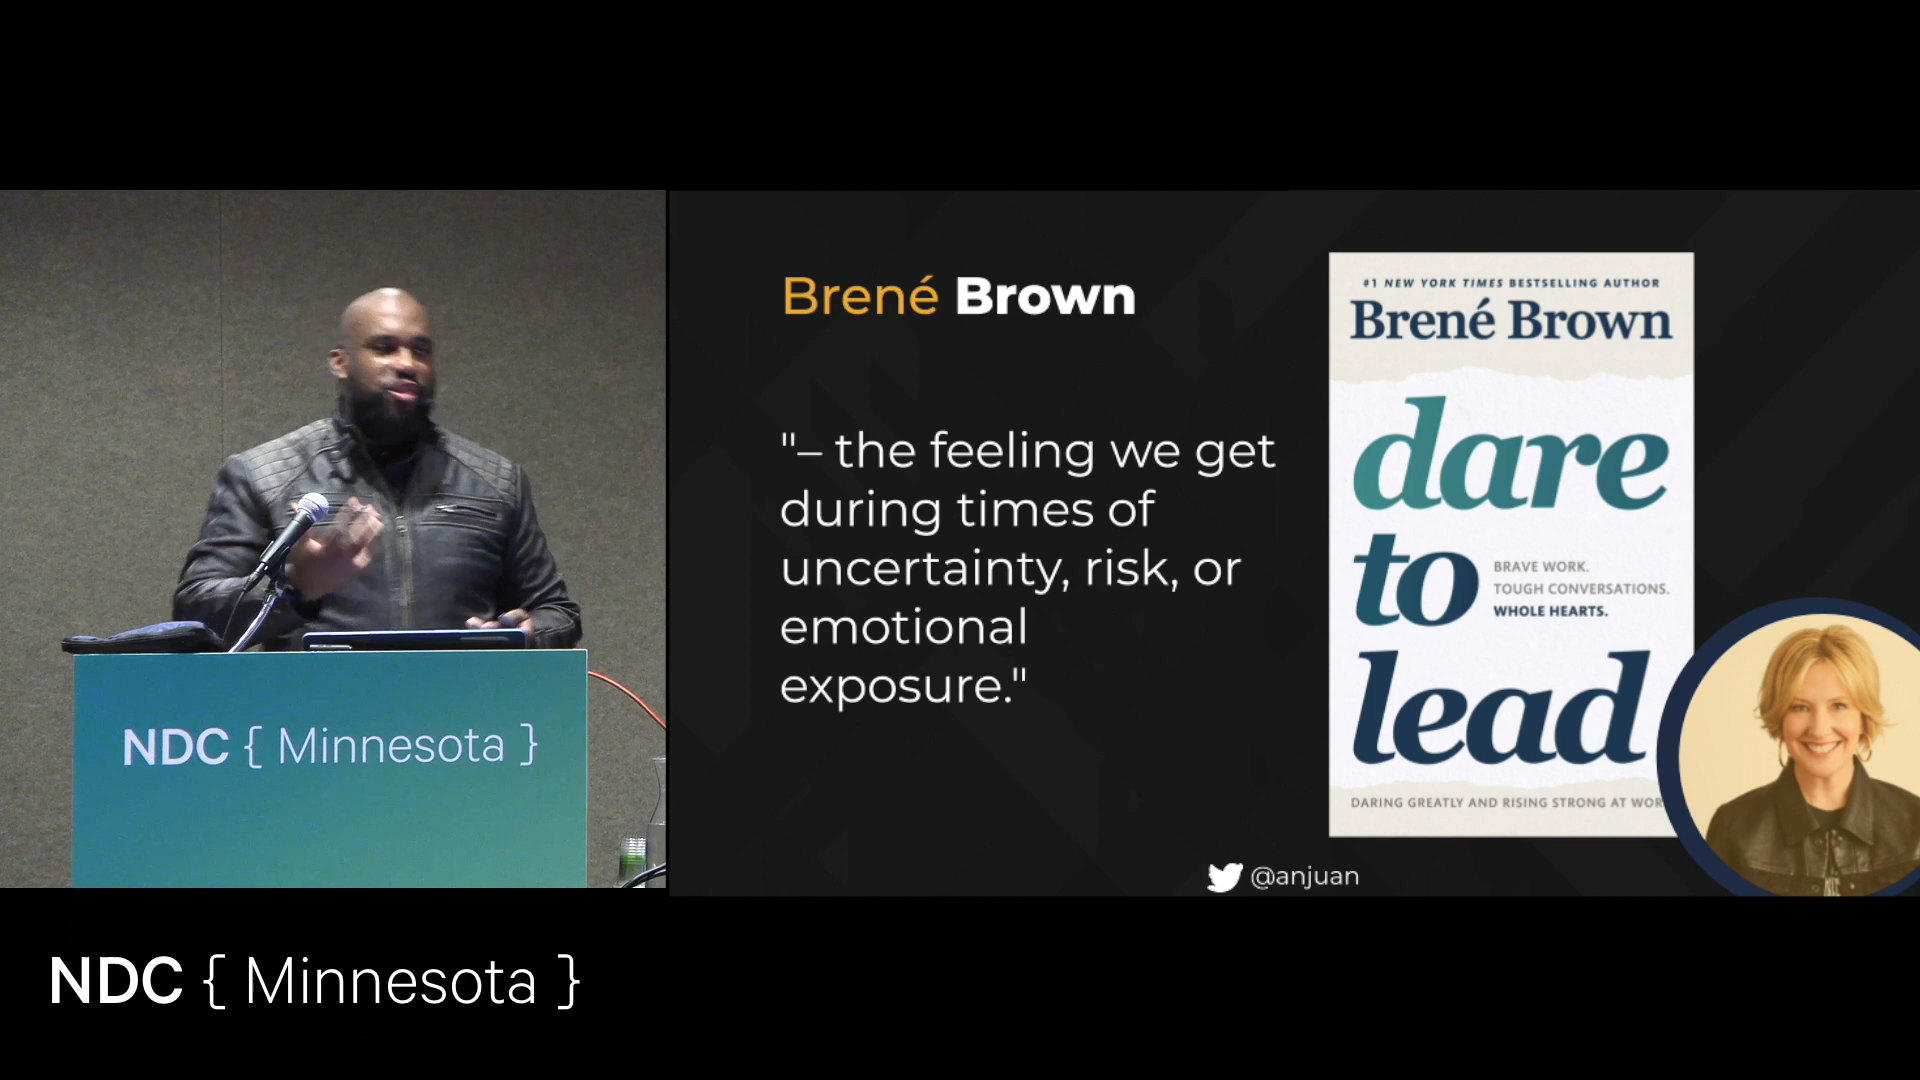 NDC { Minnesota }
Brené Brown
"– the feeling we get
during times of
uncertainty, risk, or
emotional
exposure."
#1 NEW YORK TIMES BESTSELLING AUTHOR
Brené Brown
dare
to
BRAVE WORK.
TOUGH CONVERSATIONS.
WHOLE HEARTS.
lead
DARING GREATLY AND RISING STRONG AT WOR
@anjuan
NDC { Minnesota }